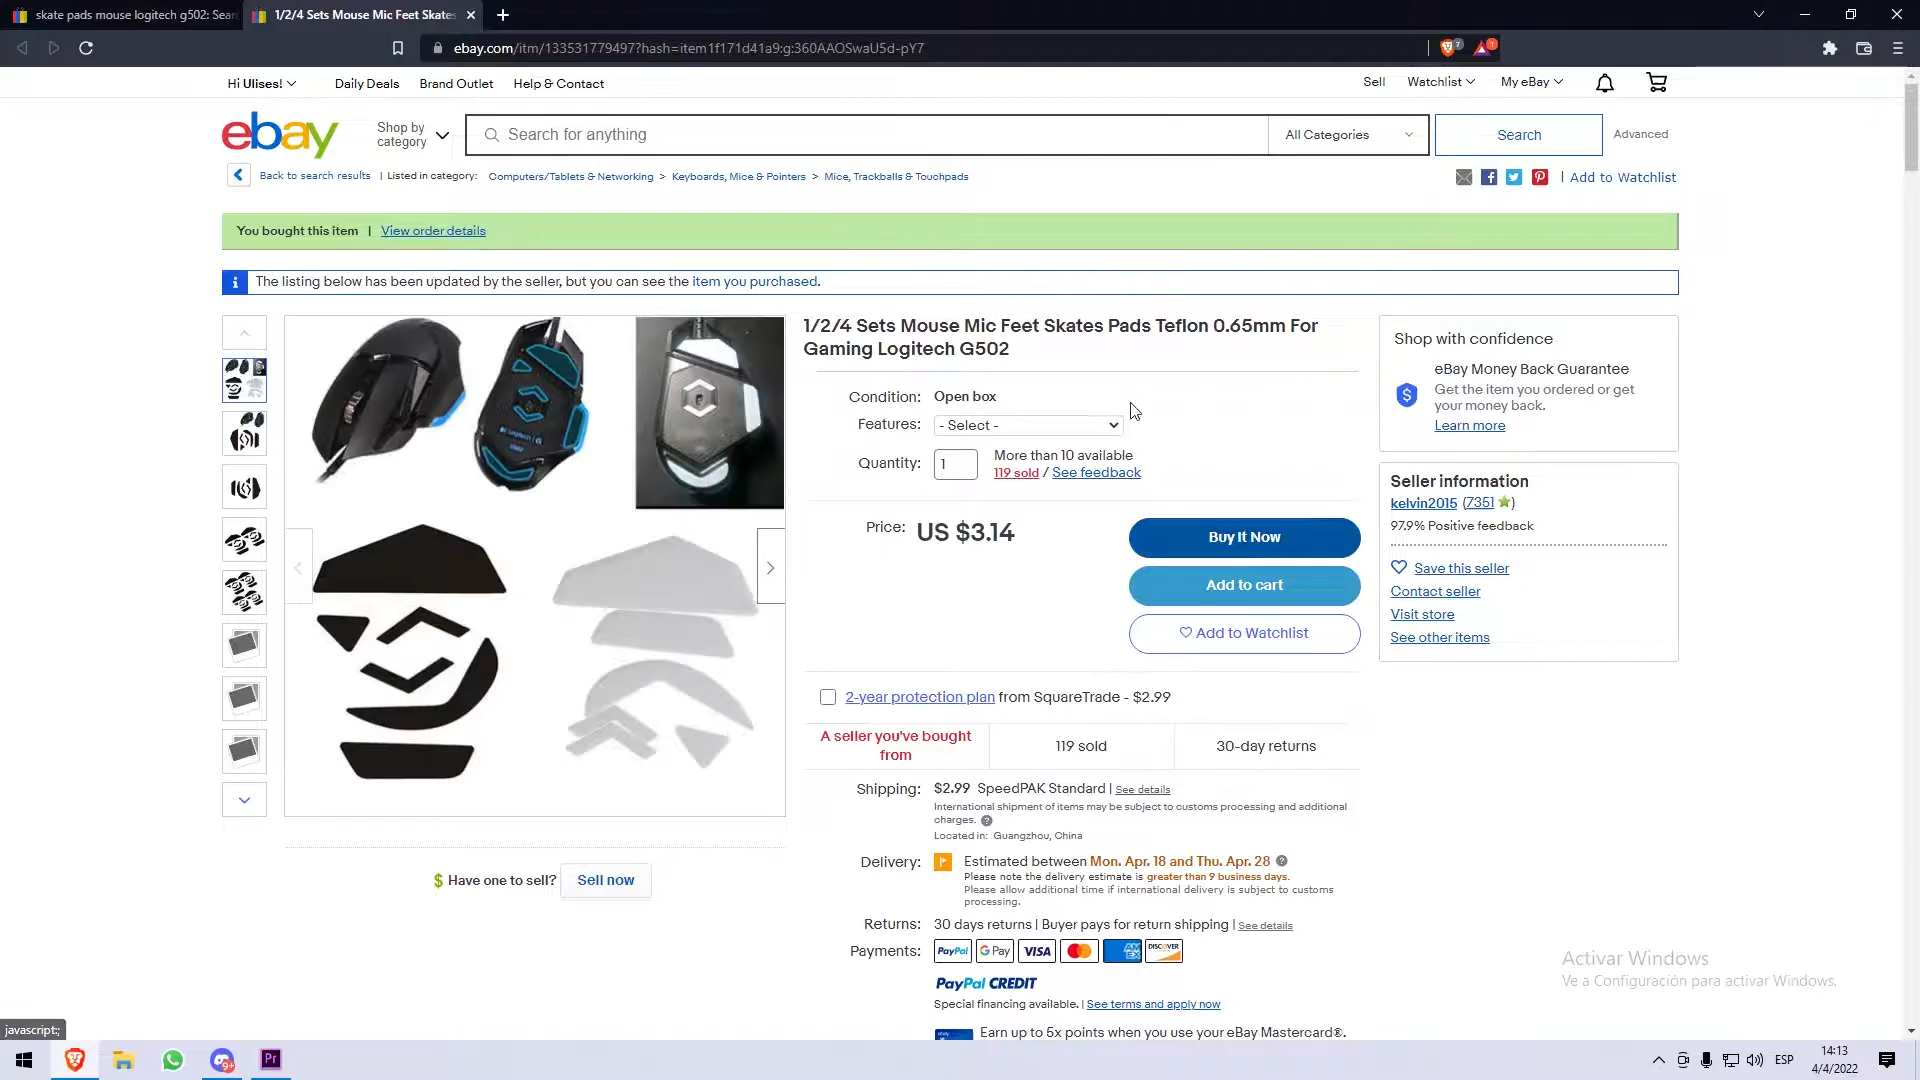 skate pads mouse logitech g502: Sear
1/2/4 Sets Mouse Mic Feet Skates
ebay.com/itm/133531779497?hash=item1f171d41a9:g:360AAOSwaU5d-pY7
7
1
Hi Ulises!
Daily Deals
Brand Outlet
Help & Contact
Sell
Watchlist
My eBay
ebay
Shop by category
Search for anything
All Categories
Search
Advanced
Back to search results
| Listed in category:
Computers/Tablets & Networking > Keyboards, Mice & Pointers > Mice, Trackballs & Touchpads
| Add to Watchlist
You bought this item | View order details
The listing below has been updated by the seller, but you can see the item you purchased.
1/2/4 Sets Mouse Mic Feet Skates Pads Teflon 0.65mm For
Gaming Logitech G502
Condition: Open box
Features: - Select -
Quantity: 1
More than 10 available
119 sold / See feedback
Price: US $3.14
Buy It Now
Add to cart
Add to Watchlist
2-year protection plan from SquareTrade - $2.99
A seller you've bought from
119 sold
30-day returns
Shipping: $2.99 SpeedPAK Standard | See details
International shipment of items may be subject to customs processing and additional
charges.
Located in: Guangzhou, China
Delivery: Estimated between Mon. Apr. 18 and Thu. Apr. 28
Please note the delivery estimate is greater than 9 business days.
Please allow additional time if international delivery is subject to customs
processing.
Returns: 30 days returns | Buyer pays for return shipping | See details
Payments: PayPal G Pay VISA AMEX DISCOVER
PayPal CREDIT
Special financing available. | See terms and apply now
Earn up to 5x points when you use your eBay Mastercard®.
Shop with confidence
eBay Money Back Guarantee
Get the item you ordered or get
your money back.
Learn more
Seller information
kelvin2015 (7351)
97.9% Positive feedback
Save this seller
Contact seller
Visit store
See other items
$ Have one to sell? Sell now
Activar Windows
Ve a Configuración para activar Windows.
javascript:;
9+
Pr
ESP
14:13
4/4/2022